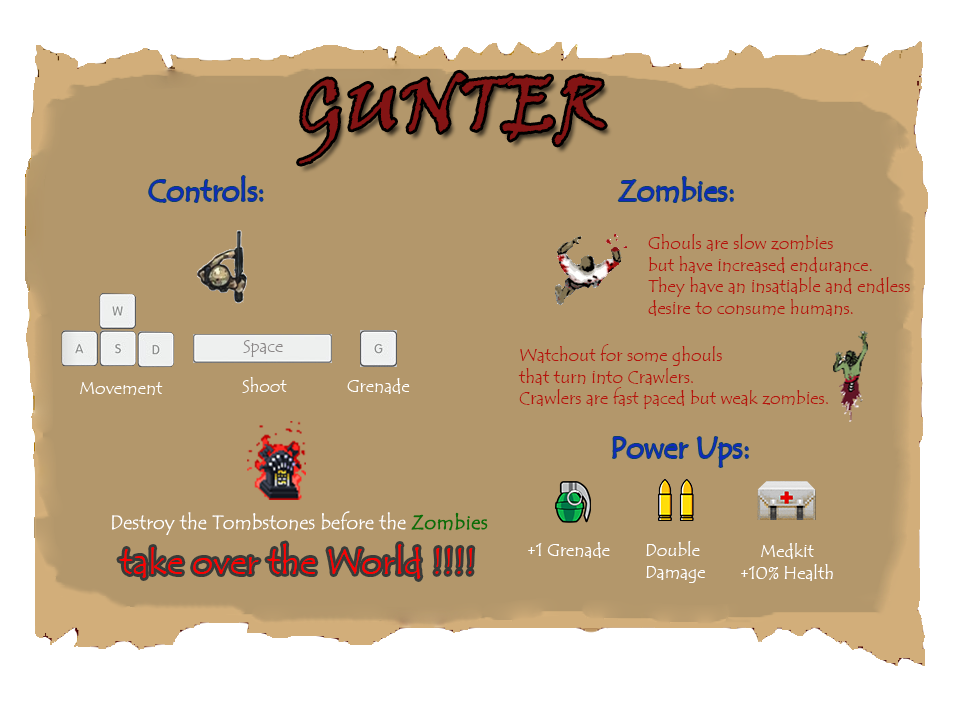 GUNTER
Controls:
W
A S D
Space
G
Movement
Shoot
Grenade
Destroy the Tombstones before the Zombies
take over the World !!!!
Zombies:
Ghouls are slow zombies
but have increased endurance.
They have an insatiable and endless
desire to consume humans.
Watchout for some ghouls
that turn into Crawlers.
Crawlers are fast paced but weak zombies.
Power Ups:
+1 Grenade
Double
Damage
Medkit
+10% Health